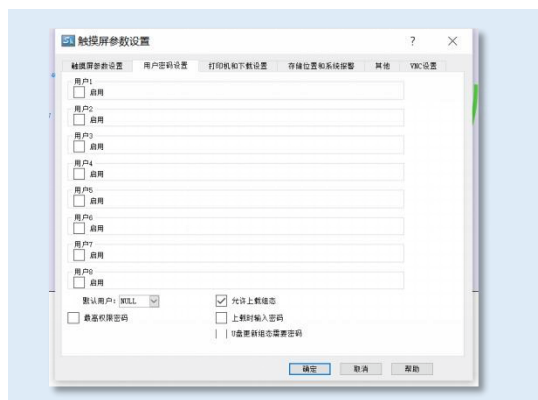 触摸屏参数设置
触摸屏参数设置 用户密码设置 打印机和下载设置 存储位置和系统报警 其他 VNC设置
用户1
启用
用户2
启用
用户3
启用
用户4
启用
用户5
启用
用户6
启用
用户7
启用
用户8
启用
默认用户: NULL 允许上载组态
最高权限密码 上载时输入密码
U盘更新组态需要密码
确定 取消 帮助